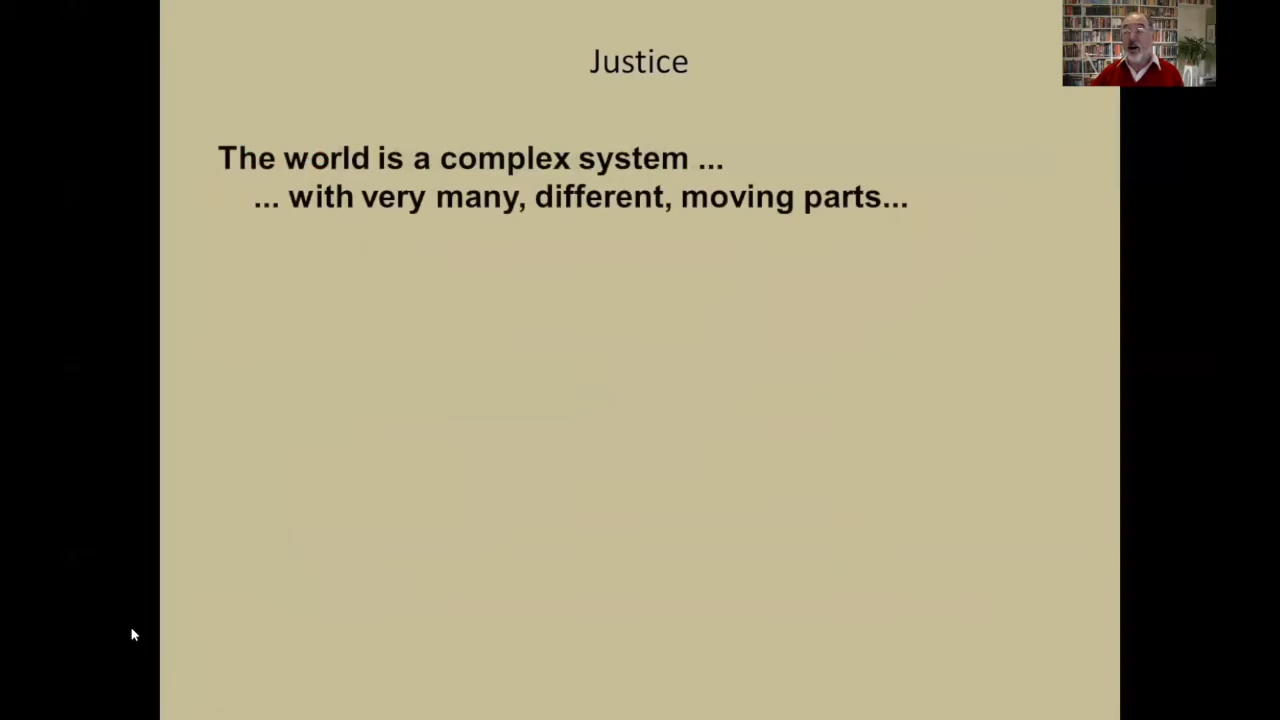 Justice
The world is a complex system ...
... with very many, different, moving parts...